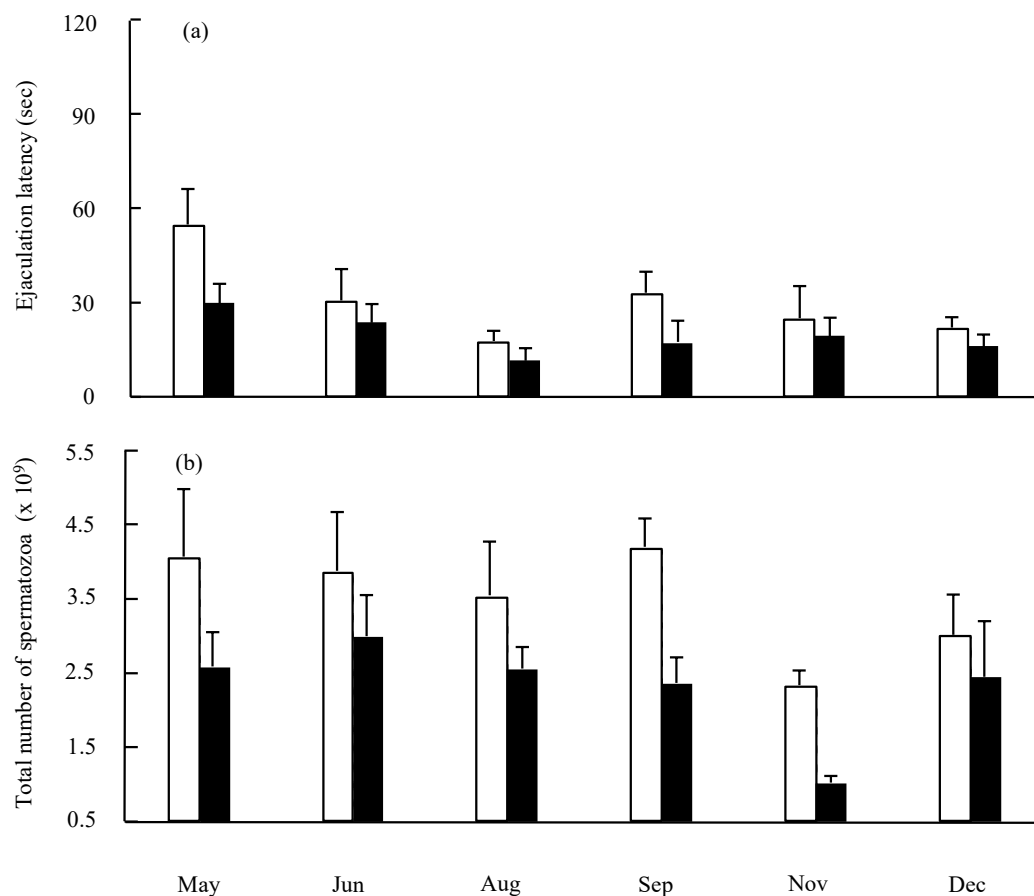 (a)
Ejaculation latency (sec)
120
90
60
30
0
(b)
Total number of spermatozoa (x 10⁹)
5.5
4.5
3.5
2.5
1.5
0.5
May Jun Aug Sep Nov Dec